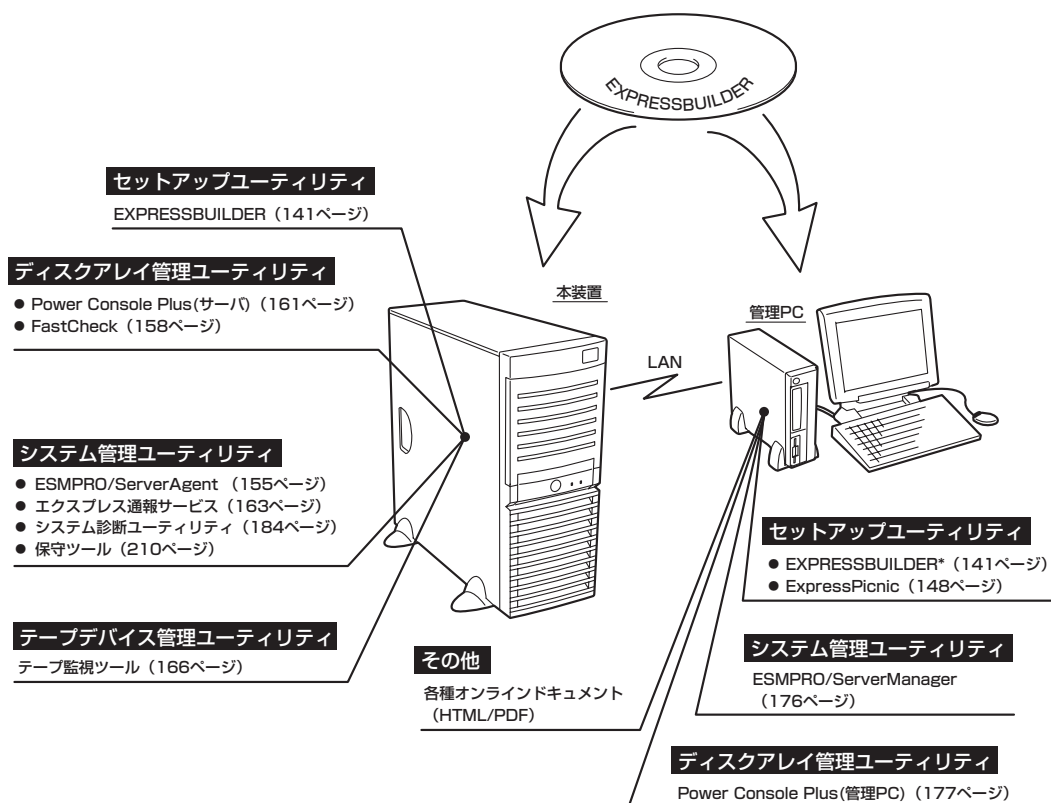 EXPRESSBUILDER
セットアップユーティリティ
EXPRESSBUILDER（141ページ）
ディスクアレイ管理ユーティリティ
● Power Console Plus(サーバ)（161ページ）
● FastCheck（158ページ）
本装置
管理PC
LAN
システム管理ユーティリティ
● ESMPRO/ServerAgent （155ページ）
● エクスプレス通報サービス（163ページ）
● システム診断ユーティリティ（184ページ）
● 保守ツール（210ページ）
テープデバイス管理ユーティリティ
テープ監視ツール（166ページ）
その他
各種オンラインドキュメント
（HTML/PDF）
セットアップユーティリティ
● EXPRESSBUILDER*（141ページ）
● ExpressPicnic（148ページ）
システム管理ユーティリティ
ESMPRO/ServerManager
（176ページ）
ディスクアレイ管理ユーティリティ
Power Console Plus(管理PC)（177ページ）